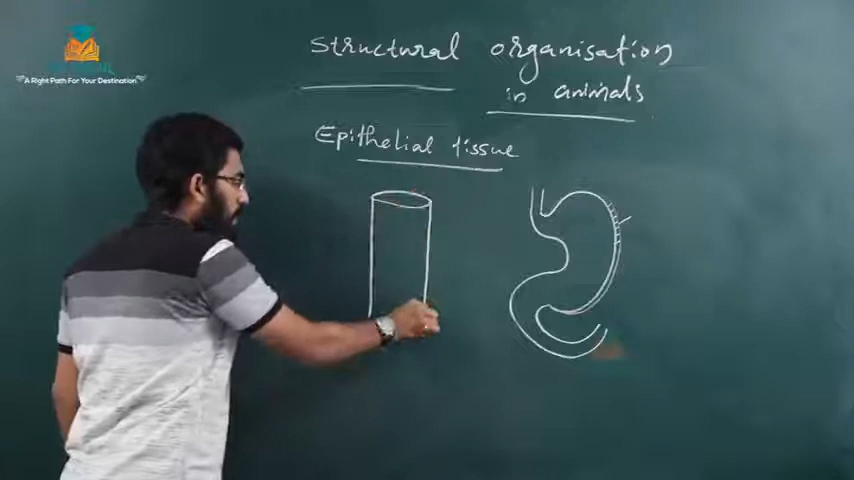 "A Right Path For Your Destination"
Structural organisation
in animals
Epithelial tissue